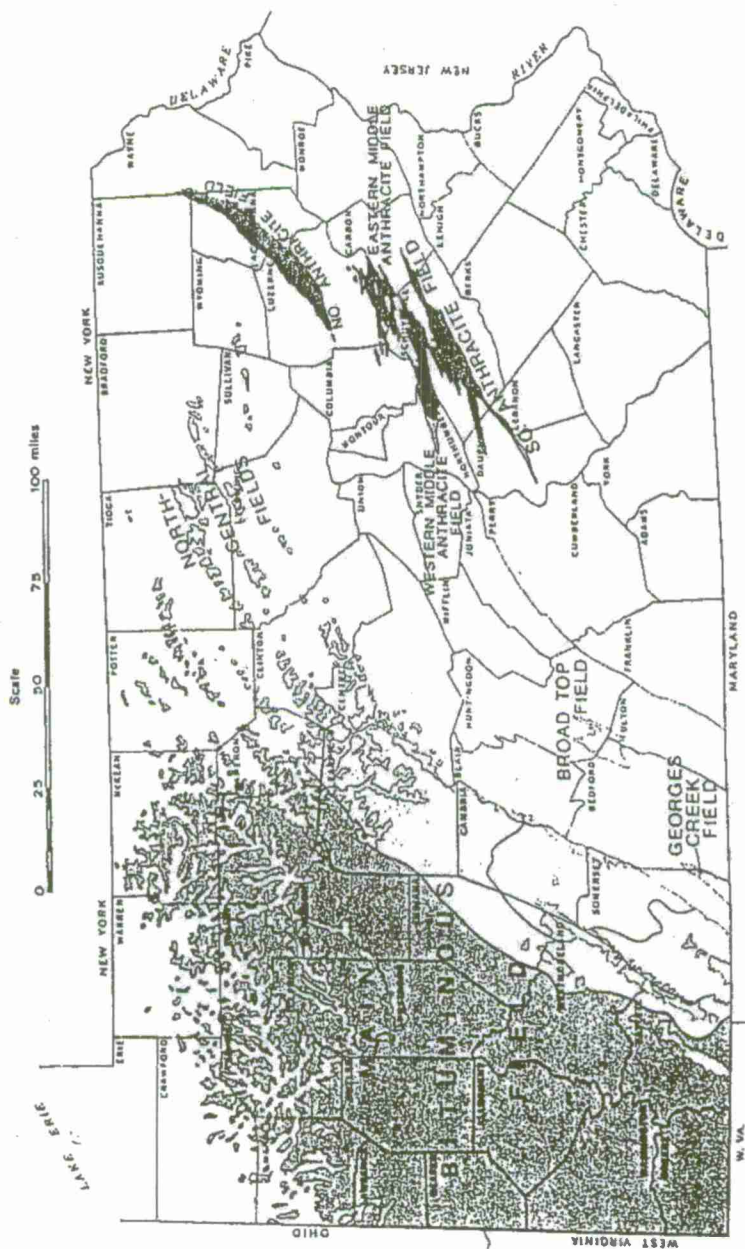 Scale
0 25 50 75 100 miles
LAKE ERIE
NEW YORK
NEW YORK
ERIE
CRAWFORD
WARREN
McKEAN
POTTER
TIOGA
BRADFORD
SUSQUEHANNA
WAYNE
PIKE
DELAWARE
RIVER
NEW JERSEY
WYOMING
SULLIVAN
CLINTON
LUZERNE
MONROE
CARBON
COLUMBIA
MONTOUR
UNION
SNYDER
CENTRE
NORTH-
CENTRAL
FIELDS
NO. ANTHRACITE
FIELD
EASTERN MIDDLE
ANTHRACITE FIELD
WESTERN MIDDLE
ANTHRACITE
FIELD
SO. ANTHRACITE FIELD
NORTHAMPTON
LEHIGH
BUCKS
BERKS
MONTGOMERY
PHILADELPHIA
DELAWARE
DELAWARE
CHESTER
LANCASTER
LEBANON
YORK
ADAMS
CUMBERLAND
PERRY
JUNIATA
MIFFLIN
HUNTINGDON
FRANKLIN
FULTON
BEDFORD
BLAIR
CAMBRIA
SOMERSET
WESTMORELAND
BROAD TOP
FIELD
GEORGES
CREEK
FIELD
MAIN
BITUMINOUS
FIELD
OHIO
WEST VIRGINIA
W. VA.
MARYLAND